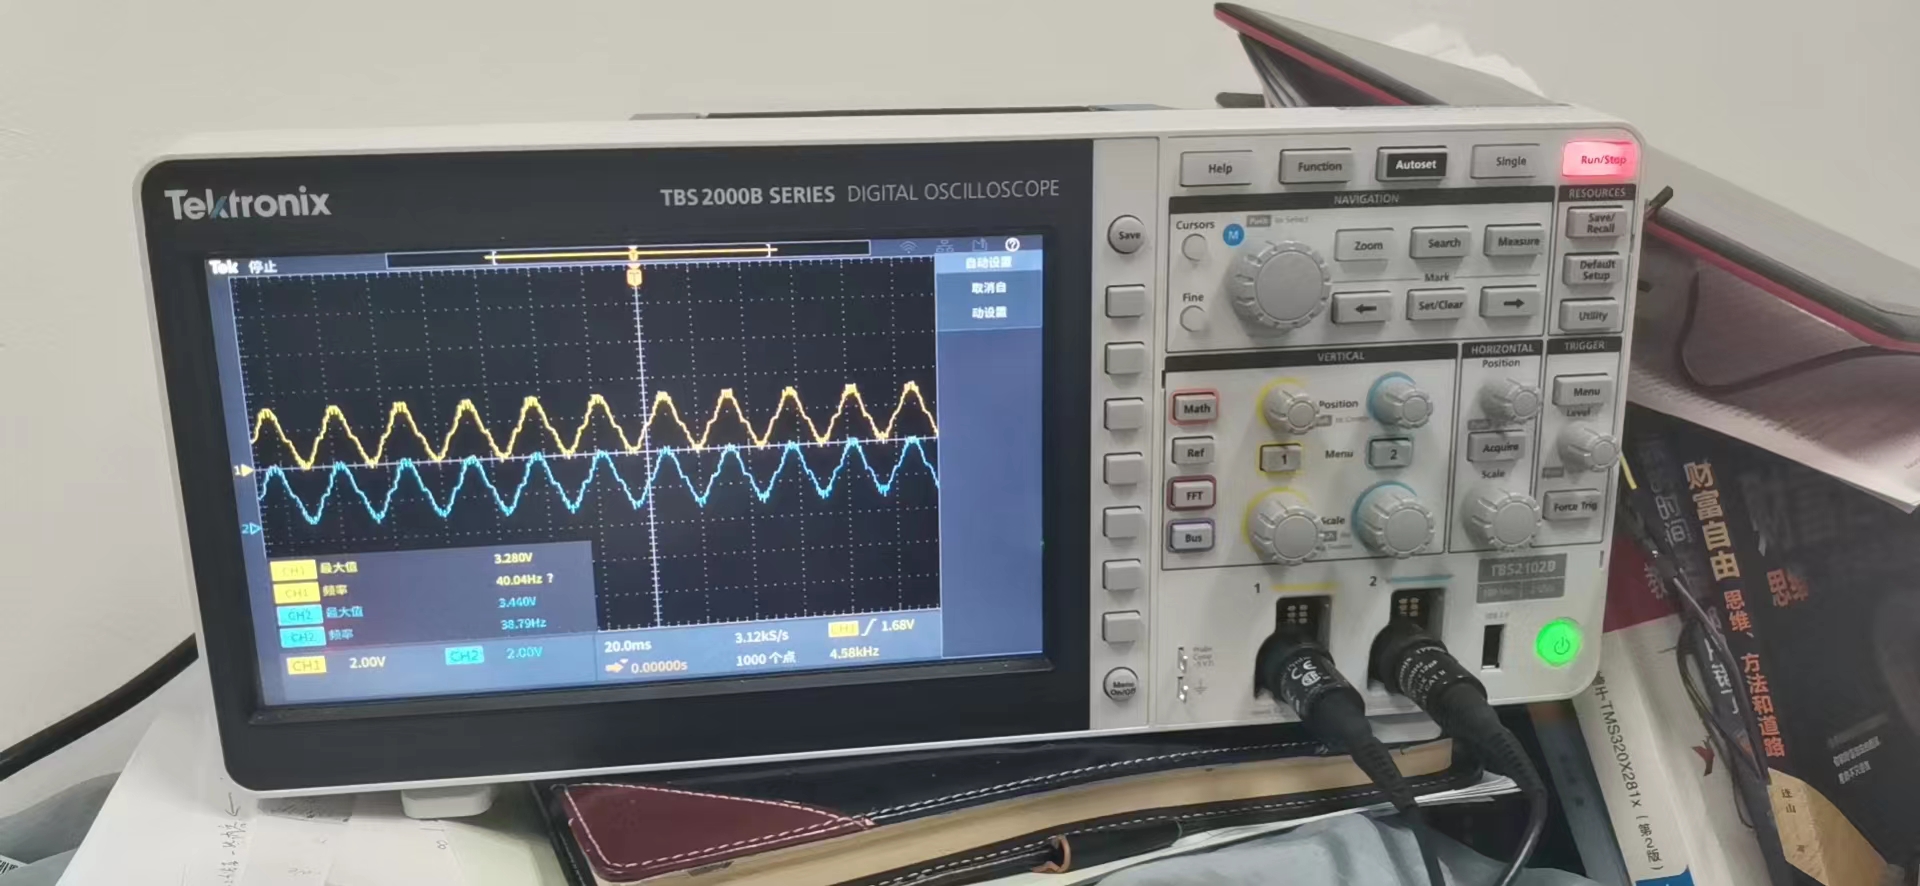 Tektronix
TBS 2000B SERIES DIGITAL OSCILLOSCOPE
Tek 停止
自动设置
取消自
动设置
1
2
CH1 最大值 3.280V
CH1 频率 40.04Hz ?
CH2 最大值 3.440V
CH2 频率 38.79Hz
CH1 2.00V
CH2 2.00V
20.0ms
0.00000s
3.12kS/s
1000 个点
CH1 1.68V
4.58kHz
Save
Menu
On/Off
Help
Function
Autoset
Single
Run/Stop
NAVIGATION
Cursors
M
to Select
Fine
Zoom
Search
Measure
Mark
←
Set/Clear
→
RESOURCES
Save/
Recall
Default
Setup
Utility
VERTICAL
Math
Ref
FFT
Bus
Position
1
Menu
2
Scale
HORIZONTAL
Position
Acquire
Scale
TRIGGER
Menu
Level
Force Trig
1
2
TBS2102B
财富自由
思维、方法和道路
TMS320X281x
(第2版)